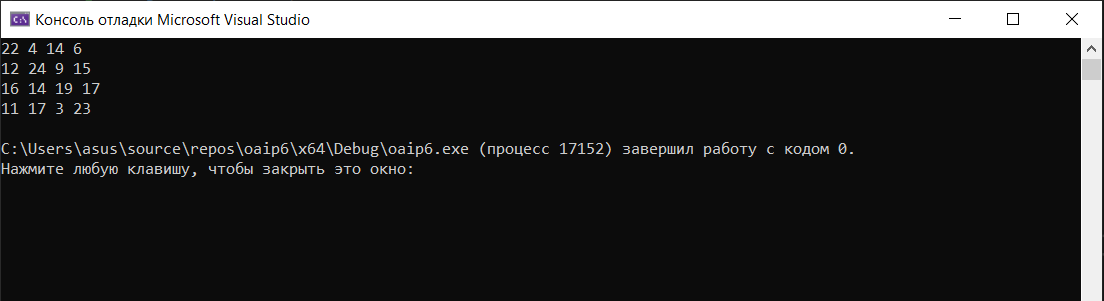 Консоль отладки Microsoft Visual Studio
22 4 14 6
12 24 9 15
16 14 19 17
11 17 3 23
C:\Users\asus\source\repos\oaip6\x64\Debug\oaip6.exe (процесс 17152) завершил работу с кодом 0.
Нажмите любую клавишу, чтобы закрыть это окно: